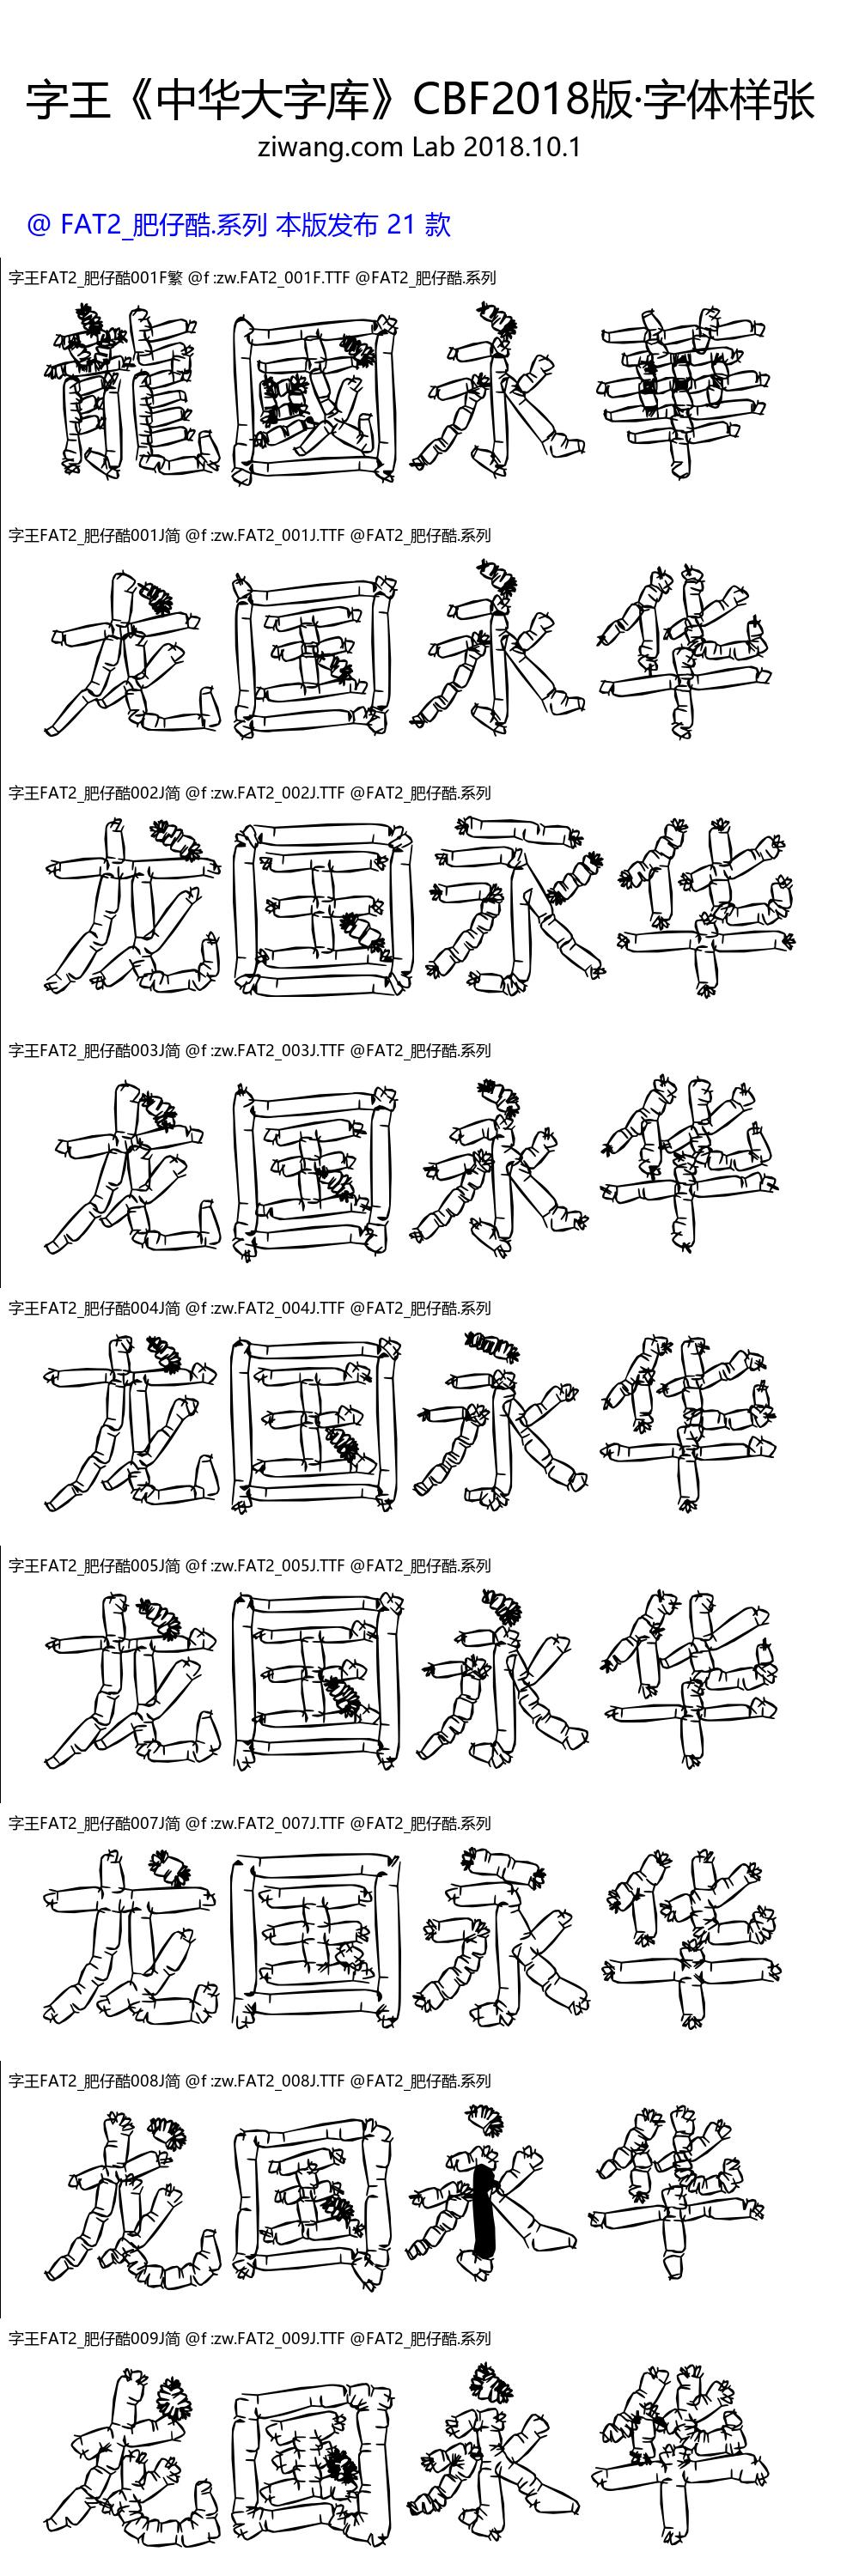 字王《中华大字库》CBF2018版·字体样张
ziwang.com Lab 2018.10.1
@ FAT2_肥仔酷.系列 本版发布 21 款
字王FAT2_肥仔酷001F繁 @f :zw.FAT2_001F.TTF @FAT2_肥仔酷.系列
龍國永華
字王FAT2_肥仔酷001J简 @f :zw.FAT2_001J.TTF @FAT2_肥仔酷.系列
龙国永华
字王FAT2_肥仔酷002J简 @f :zw.FAT2_002J.TTF @FAT2_肥仔酷.系列
龙国永华
字王FAT2_肥仔酷003J简 @f :zw.FAT2_003J.TTF @FAT2_肥仔酷.系列
龙国永华
字王FAT2_肥仔酷004J简 @f :zw.FAT2_004J.TTF @FAT2_肥仔酷.系列
龙国永华
字王FAT2_肥仔酷005J简 @f :zw.FAT2_005J.TTF @FAT2_肥仔酷.系列
龙国永华
字王FAT2_肥仔酷007J简 @f :zw.FAT2_007J.TTF @FAT2_肥仔酷.系列
龙国永华
字王FAT2_肥仔酷008J简 @f :zw.FAT2_008J.TTF @FAT2_肥仔酷.系列
龙国永华
字王FAT2_肥仔酷009J简 @f :zw.FAT2_009J.TTF @FAT2_肥仔酷.系列
龙国永华